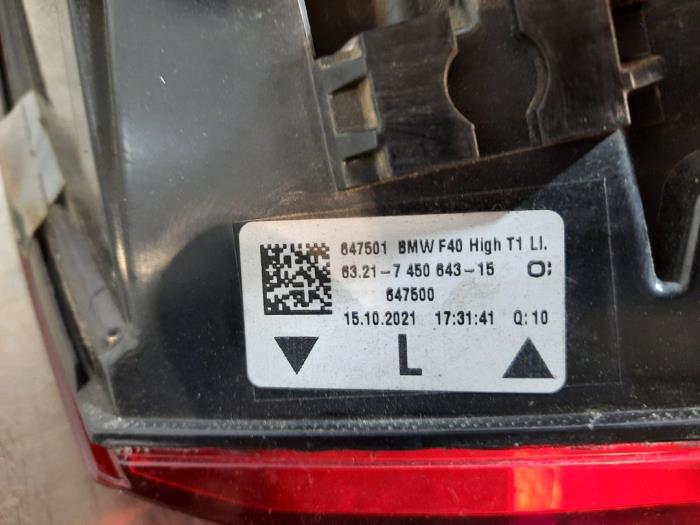 647501 BMW F40 High T1 LI.
63.21-7 450 643-15 O:
647500
15.10.2021 17:31:41 Q: 10
L